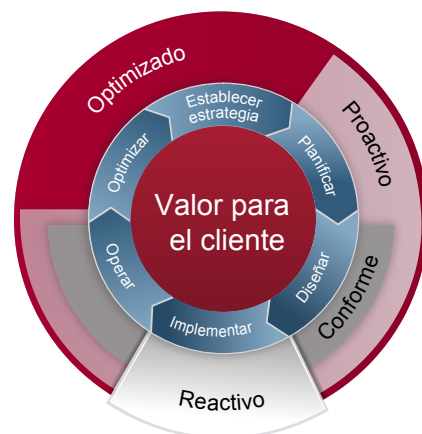 Optimizado
Proactivo
Conforme
Reactivo
Establecer
estrategia
Planificar
Diseñar
Implementar
Operar
Optimizar
Valor para
el cliente